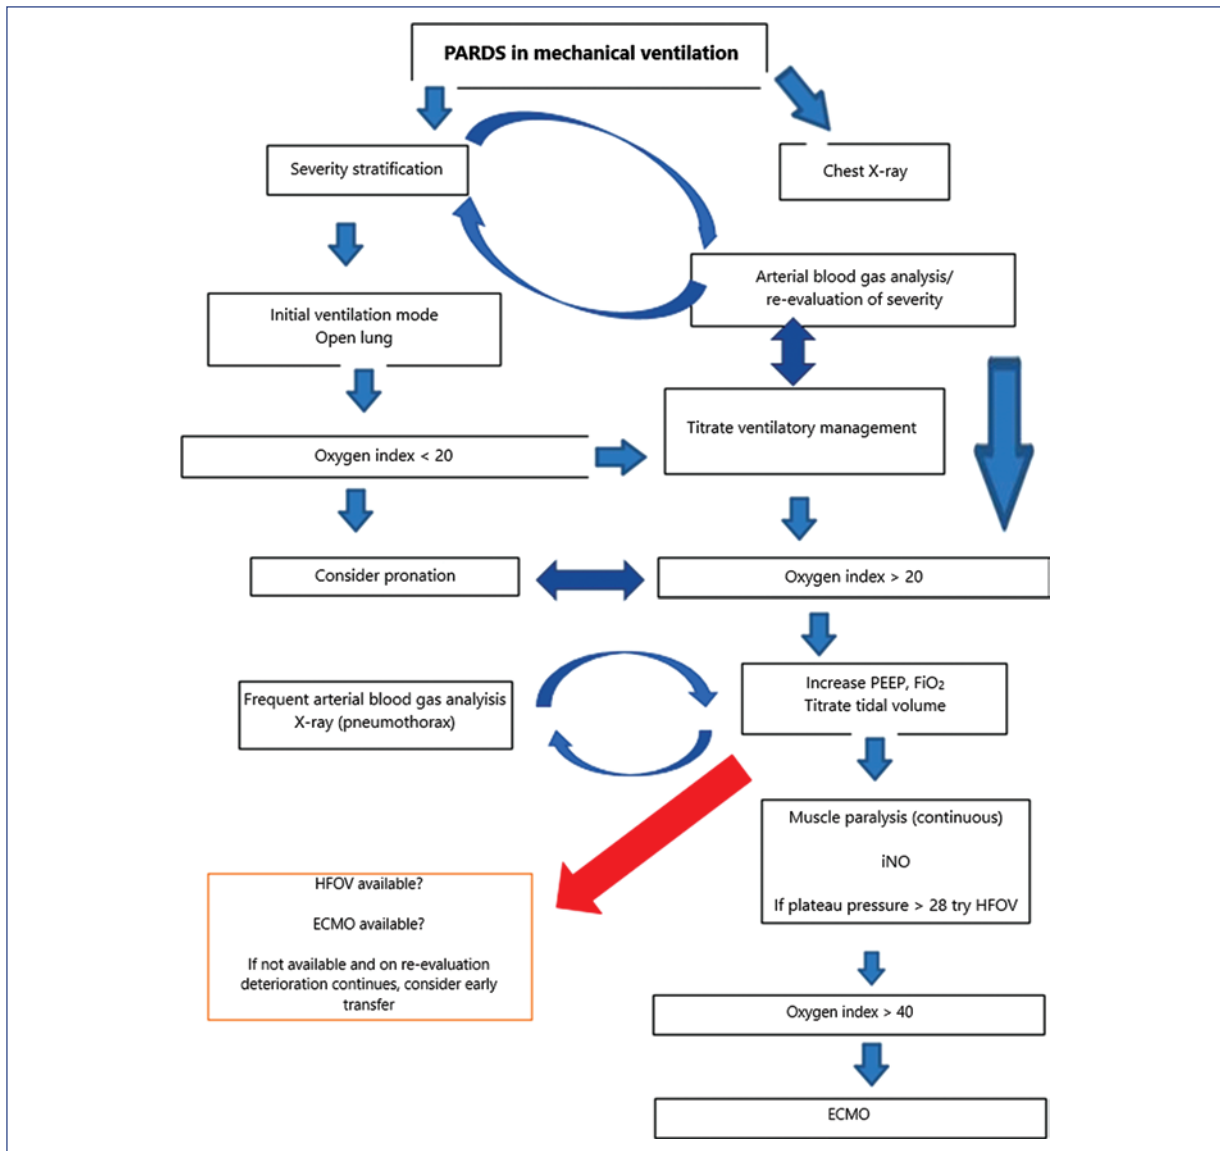 PARDS in mechanical ventilation
Severity stratification
Chest X-ray
Arterial blood gas analysis/
re-evaluation of severity
Initial ventilation mode
Open lung
Titrate ventilatory management
Oxygen index < 20
Consider pronation
Oxygen index > 20
Frequent arterial blood gas analyisis
X-ray (pneumothorax)
Increase PEEP, FiO₂
Titrate tidal volume
Muscle paralysis (continuous)
iNO
If plateau pressure > 28 try HFOV
HFOV available?
ECMO available?
If not available and on re-evaluation
deterioration continues, consider early
transfer
Oxygen index > 40
ECMO